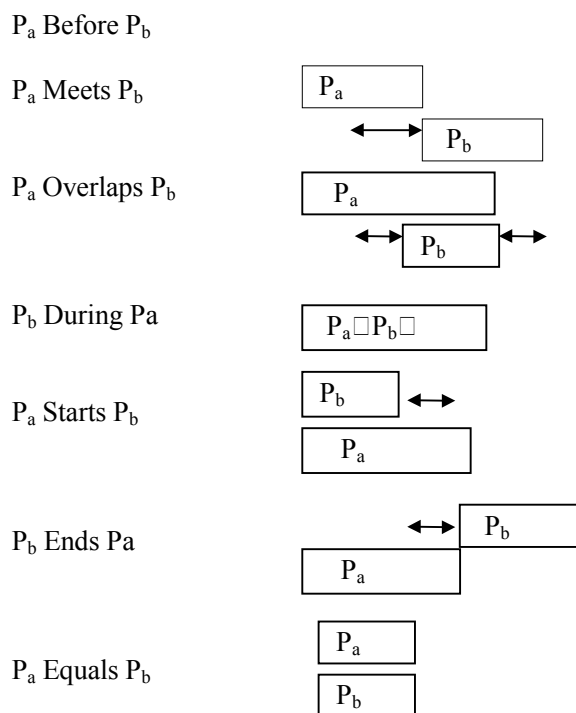 Pa Before Pb
Pa Meets Pb
Pa
Pb
Pa Overlaps Pb
Pa
Pb
Pb During Pa
Pa□Pb□
Pa Starts Pb
Pb
Pa
Pb Ends Pa
Pb
Pa
Pa Equals Pb
Pa
Pb